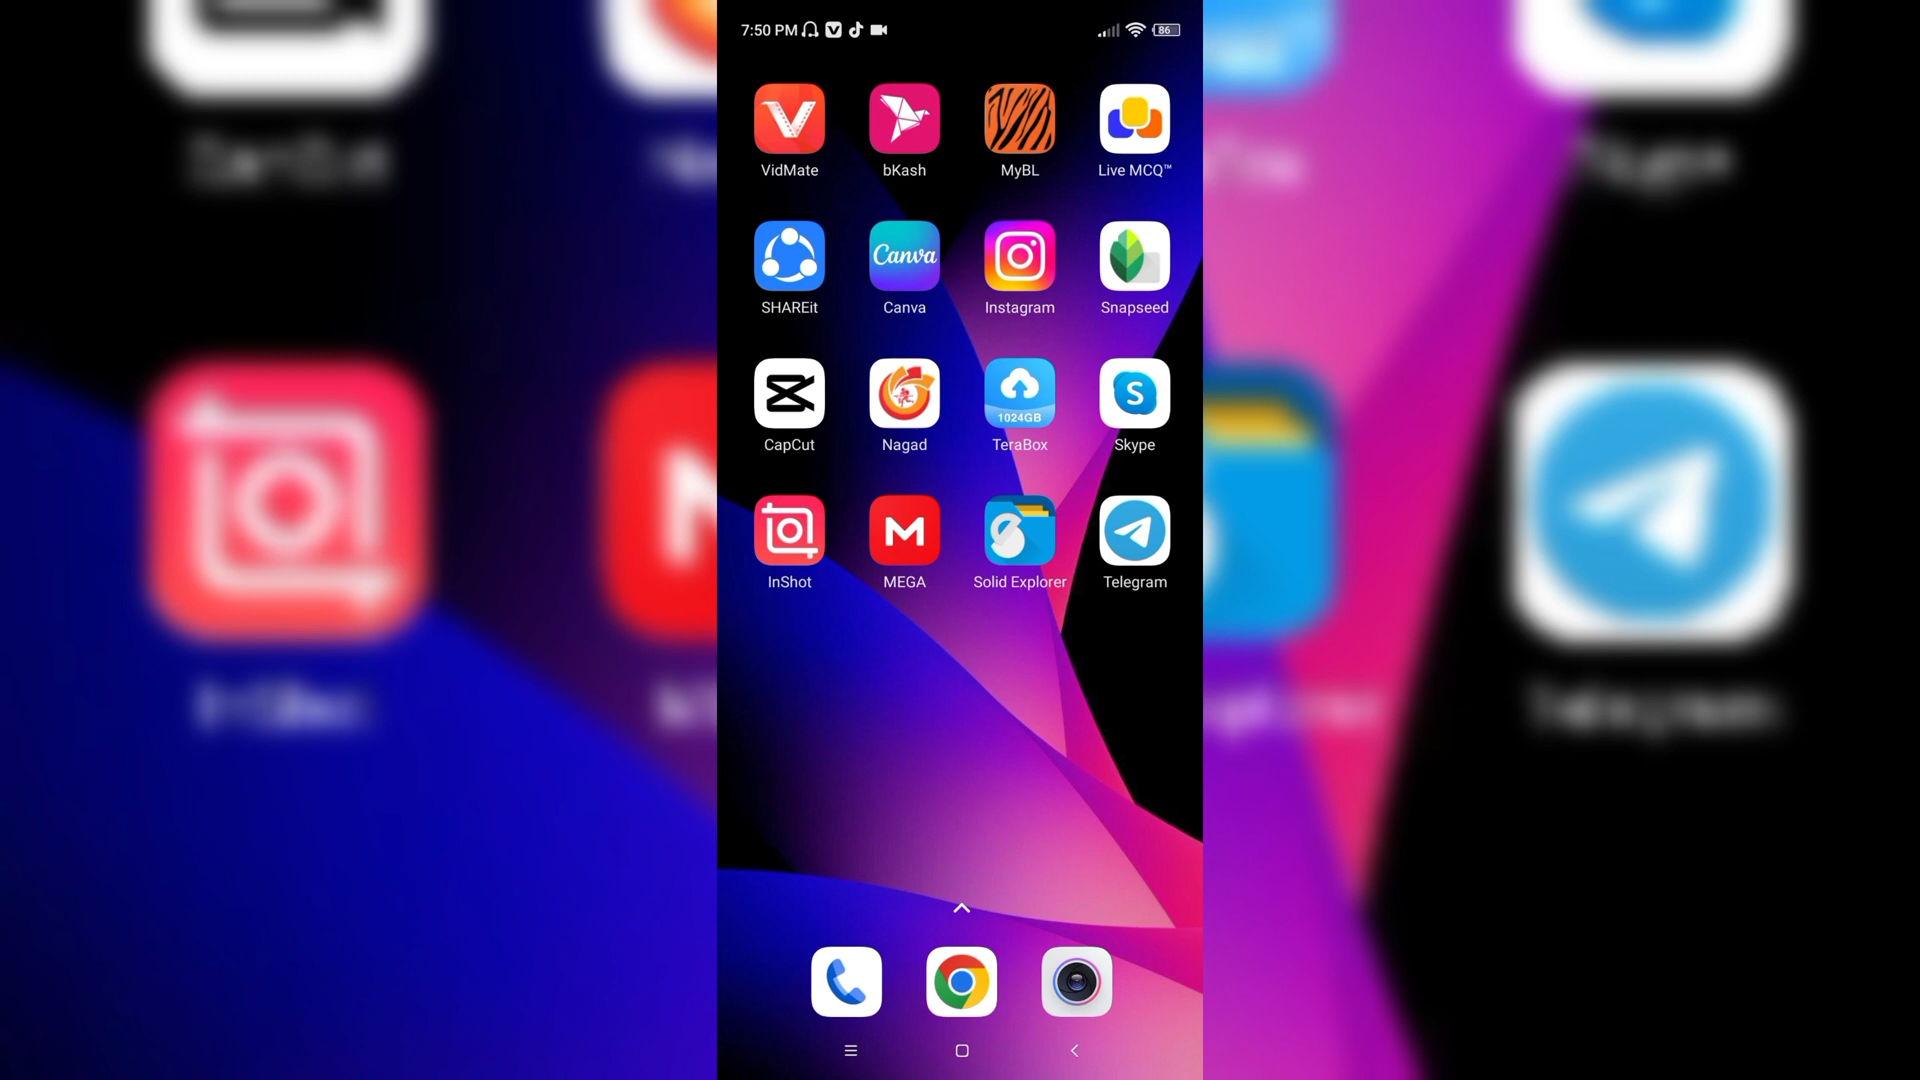 7:50 PM
86
VidMate bKash MyBL Live MCQ™
Canva
SHAREit Canva Instagram Snapseed
1024GB
CapCut Nagad TeraBox Skype
InShot MEGA Solid Explorer Telegram